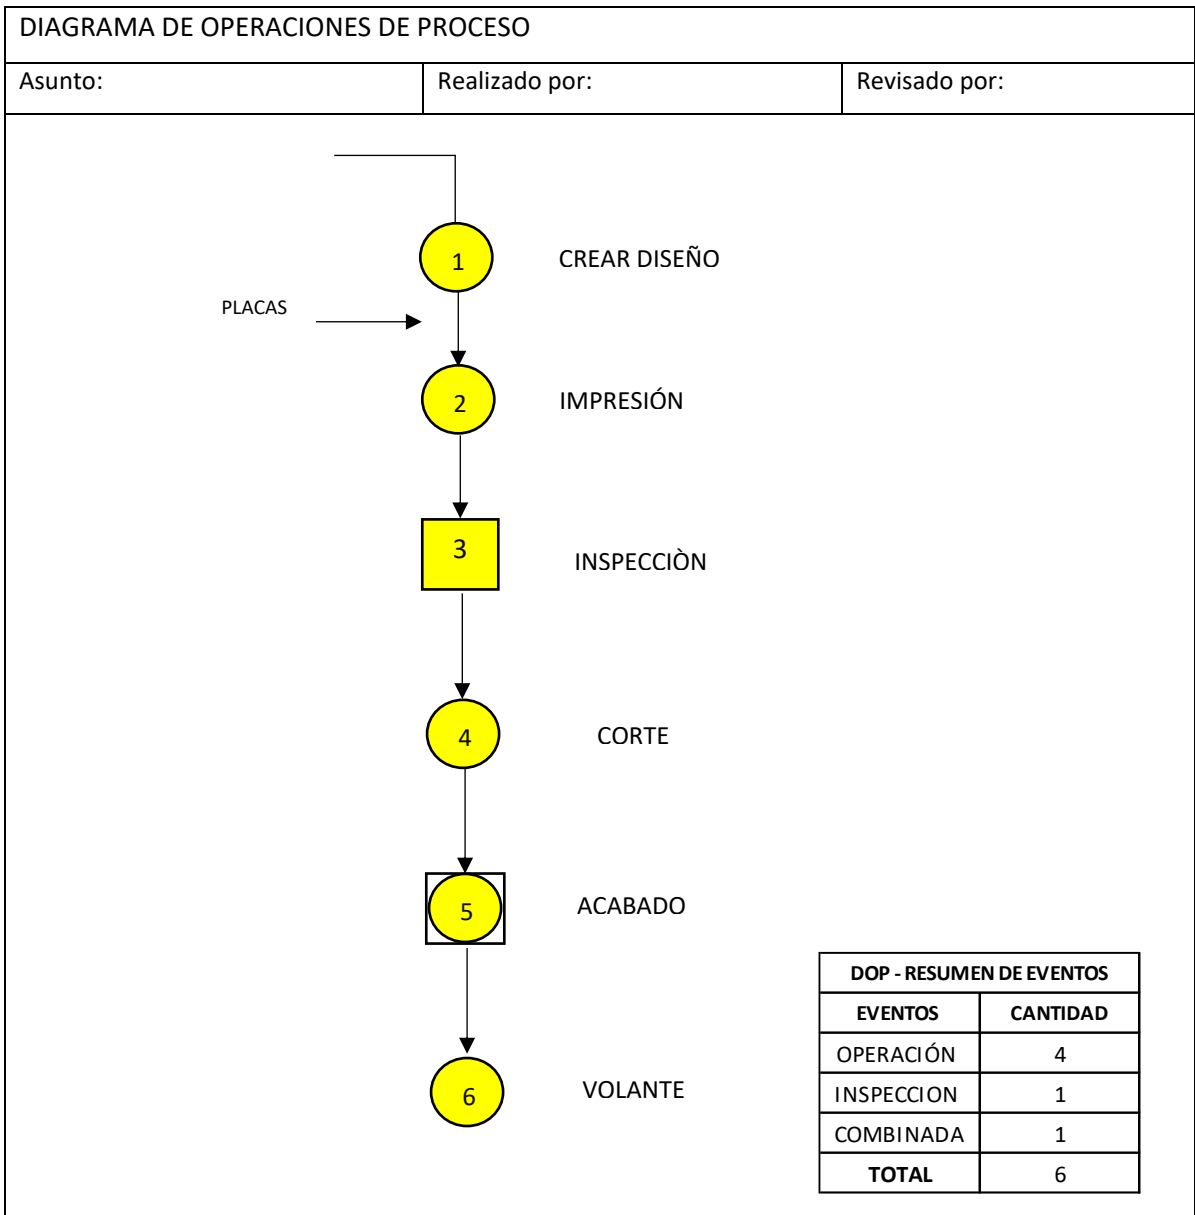 DIAGRAMA DE OPERACIONES DE PROCESO
Asunto:
Realizado por:
Revisado por:
1
CREAR DISEÑO
PLACAS
2
IMPRESIÓN
3
INSPECCIÒN
4
CORTE
5
ACABADO
6
VOLANTE
DOP - RESUMEN DE EVENTOS
EVENTOS CANTIDAD
OPERACIÓN 4
INSPECCION 1
COMBINADA 1
TOTAL 6